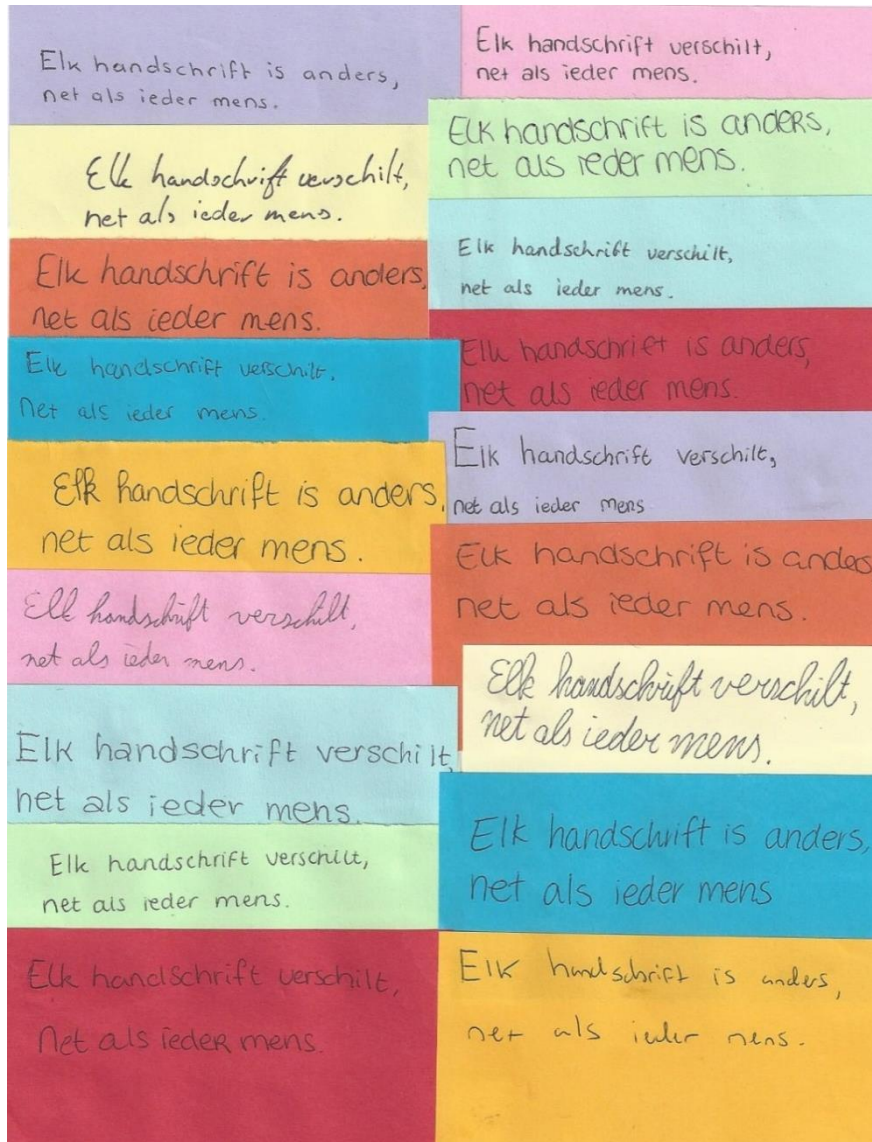 Elk handschrift is anders,
net als ieder mens.
Elk handschrift verschilt,
net als ieder mens.
Elk handschrift is anders,
net als ieder mens.
Elk handschrift verschilt,
net als ieder mens.
Elk handschrift is anders,
net als ieder mens.
Elk handschrift verschilt,
net als ieder mens.
Elk handschrift verschilt,
net als ieder mens.
Elk handschrift verschilt,
net als ieder mens.
Elk handschrift verschilt,
Net als ieder mens.
Elk handschrift verschilt,
net als ieder mens.
Elk handschrift is anders,
net als ieder mens.
Elk handschrift verschilt,
net als ieder mens.
Elk handschrift is anders,
net als ieder mens.
Elk handschrift verschilt,
net als ieder mens
Elk handschrift is anders
net als ieder mens.
Elk handschrift verschilt,
net als ieder mens.
Elk handschrift is anders,
net als ieder mens
Elk handschrift is anders,
net als ieder mens.